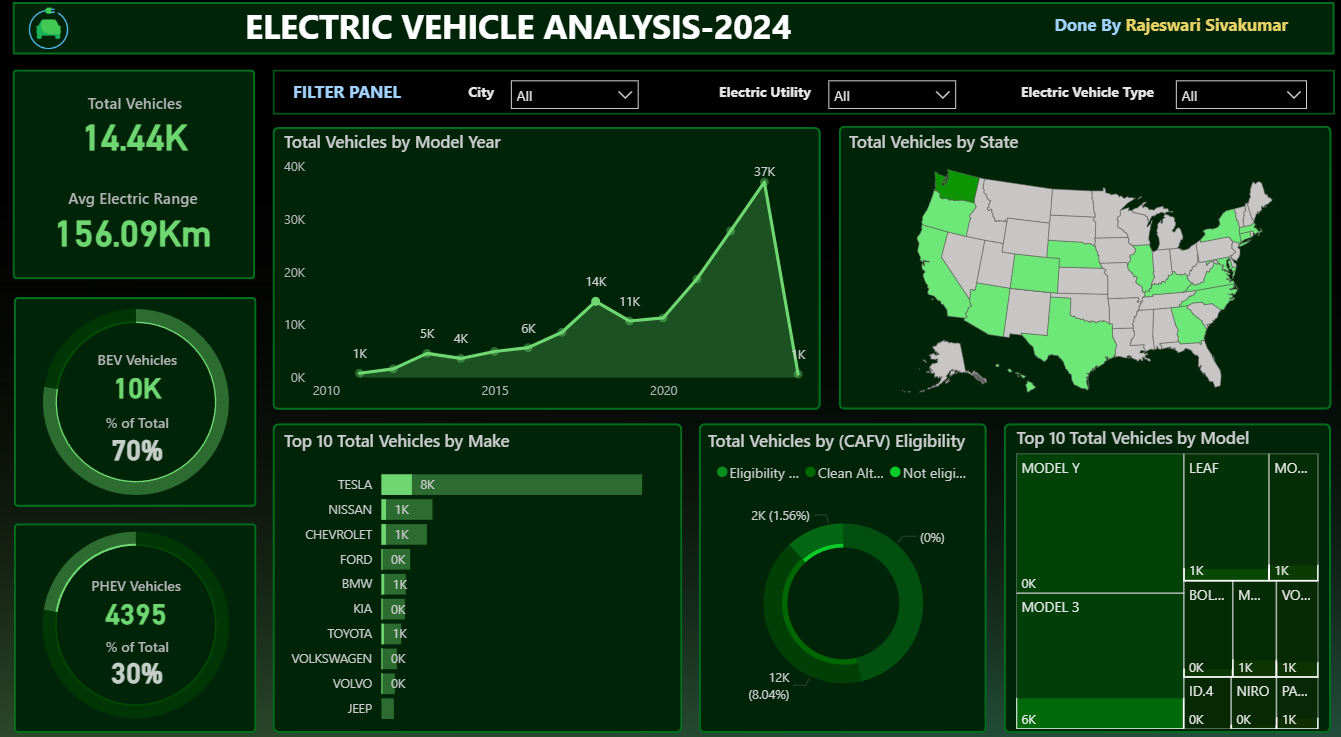 ELECTRIC VEHICLE ANALYSIS-2024
Done By Rajeswari Sivakumar
Total Vehicles
14.44K
Avg Electric Range
156.09Km
FILTER PANEL
City
All
Electric Utility
All
Electric Vehicle Type
All
Total Vehicles by Model Year
40K
30K
20K
10K
0K
1K
5K
4K
6K
14K
11K
37K
1K
2010
2015
2020
Total Vehicles by State
BEV Vehicles
10K
% of Total
70%
PHEV Vehicles
4395
% of Total
30%
Top 10 Total Vehicles by Make
TESLA 8K
NISSAN 1K
CHEVROLET 1K
FORD 0K
BMW 1K
KIA 0K
TOYOTA 1K
VOLKSWAGEN 0K
VOLVO 0K
JEEP
Total Vehicles by (CAFV) Eligibility
Eligibility ... Clean Alt... Not eligi...
2K (1.56%)
(0%)
12K
(8.04%)
Top 10 Total Vehicles by Model
MODEL Y
0K
MODEL 3
6K
LEAF
1K
MO...
1K
BOL...
0K
M...
1K
VO...
1K
ID.4
0K
NIRO
0K
PA...
1K